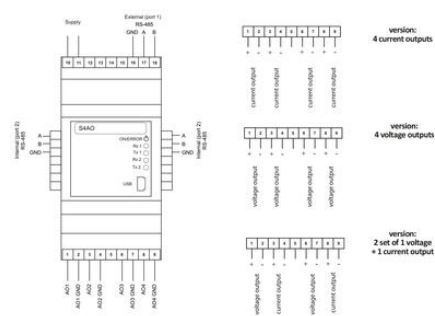 Supply
External (port 1)
RS-485
GND A B
10 11 12 13 14 15 16 17 18
S4AO
ON/ERROR
Rx 1
Tx 1
Rx 2
Tx 2
USB
Internal (port 2)
RS-485
A
B
GND
A
B
GND
Internal (port 2)
RS-485
1 2 3 4 5 6 7 8 9
AO1
AO1 GND
AO2
AO2 GND
AO3
AO3 GND
AO4
AO4 GND
1 2 3 4 5 6 7 8 9
+ - + - + - + -
current output
current output
current output
current output
version:
4 current outputs
1 2 3 4 5 6 7 8 9
+ - + - + - + -
voltage output
voltage output
voltage output
voltage output
version:
4 voltage outputs
1 2 3 4 5 6 7 8 9
+ - + - + - + -
voltage output
current output
voltage output
current output
version:
2 set of 1 voltage
+ 1 current output